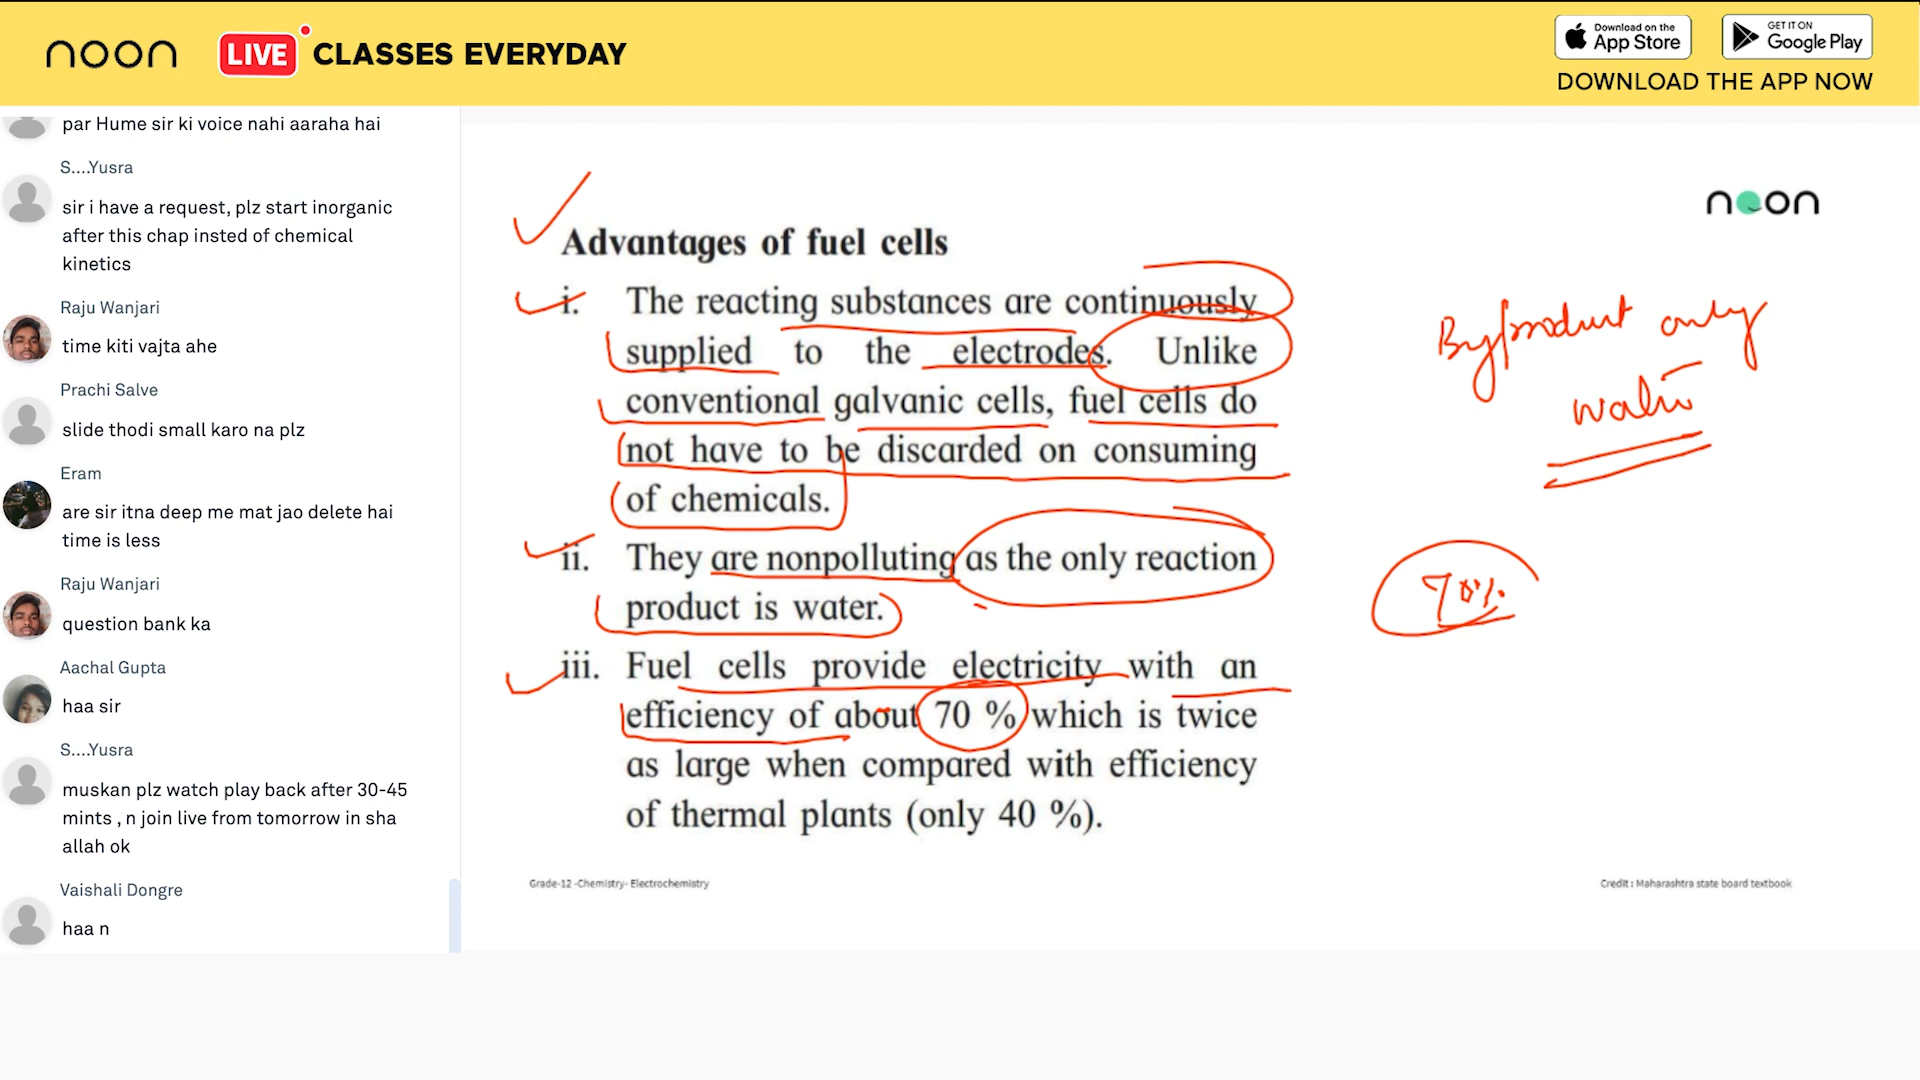 noon LIVE CLASSES EVERYDAY
Download on the App Store
GET IT ON Google Play
DOWNLOAD THE APP NOW
par Hume sir ki voice nahi aaraha hai
S....Yusra
sir i have a request, plz start inorganic
after this chap insted of chemical
kinetics
Raju Wanjari
time kiti vajta ahe
Prachi Salve
slide thodi small karo na plz
Eram
are sir itna deep me mat jao delete hai
time is less
Raju Wanjari
question bank ka
Aachal Gupta
haa sir
S....Yusra
muskan plz watch play back after 30-45
mints , n join live from tomorrow in sha
allah ok
Vaishali Dongre
haa n
noon
Advantages of fuel cells
i. The reacting substances are continuously
supplied to the electrodes. Unlike
conventional galvanic cells, fuel cells do
not have to be discarded on consuming
of chemicals.
ii. They are nonpolluting as the only reaction
product is water.
iii. Fuel cells provide electricity with an
efficiency of about 70 % which is twice
as large when compared with efficiency
of thermal plants (only 40 %).
By product only
water
70%
Grade-12 -Chemistry- Electrochemistry
Credit : Maharashtra state board textbook